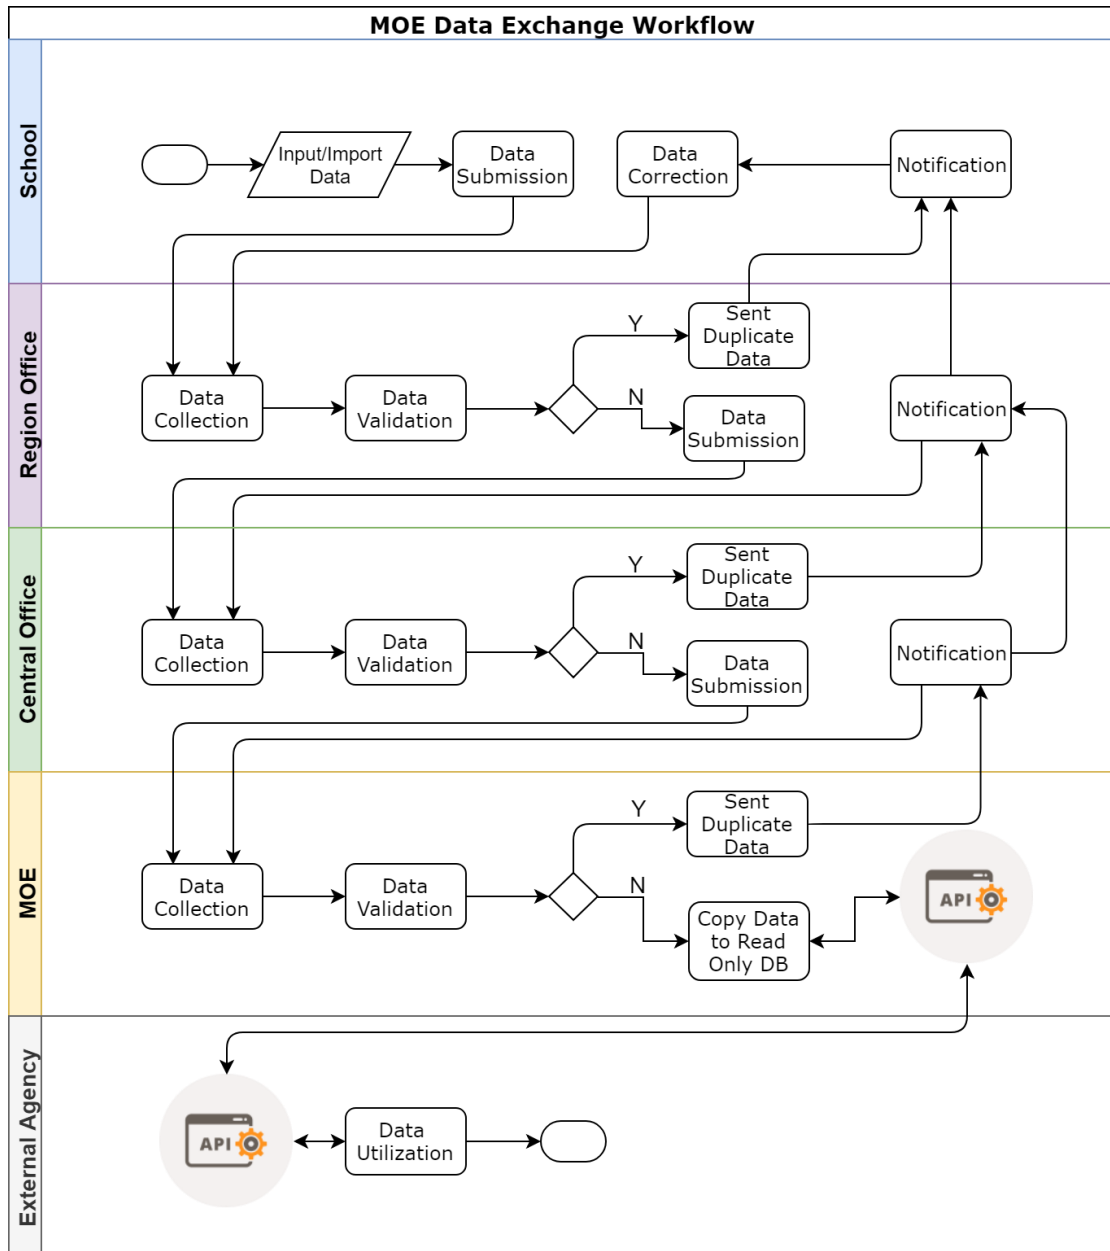 MOE Data Exchange Workflow
School
Input/Import
Data
Data
Submission
Data
Correction
Notification
Region Office
Data
Collection
Data
Validation
Y
Sent
Duplicate
Data
N
Data
Submission
Notification
Central Office
Data
Collection
Data
Validation
Y
Sent
Duplicate
Data
N
Data
Submission
Notification
MOE
Data
Collection
Data
Validation
Y
Sent
Duplicate
Data
N
Copy Data
to Read
Only DB
API
External Agency
API
Data
Utilization